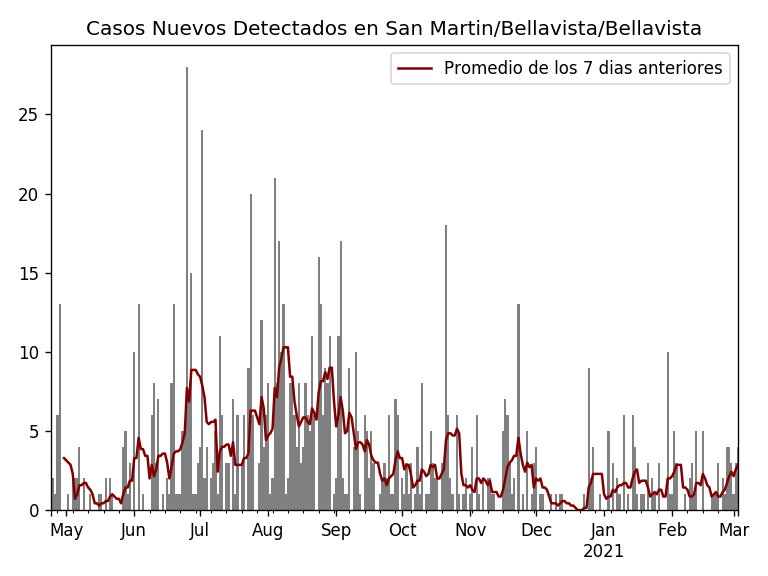 Casos Nuevos Detectados en San Martin/Bellavista/Bellavista
Promedio de los 7 dias anteriores
25
20
15
10
5
0
May Jun Jul Aug Sep Oct Nov Dec Jan Feb Mar
2021